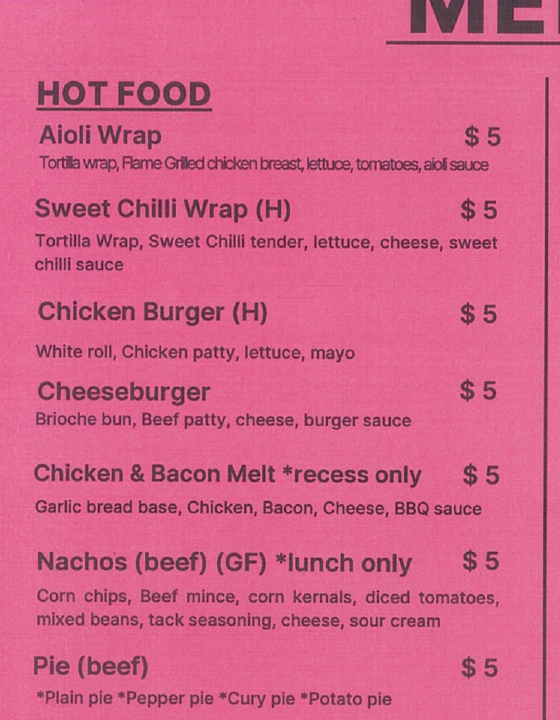 ME
HOT FOOD
Aioli Wrap $ 5
Tortilla wrap, Flame Grilled chicken breast, lettuce, tomatoes, aioli sauce
Sweet Chilli Wrap (H) $ 5
Tortilla Wrap, Sweet Chilli tender, lettuce, cheese, sweet
chilli sauce
Chicken Burger (H) $ 5
White roll, Chicken patty, lettuce, mayo
Cheeseburger $ 5
Brioche bun, Beef patty, cheese, burger sauce
Chicken & Bacon Melt *recess only $ 5
Garlic bread base, Chicken, Bacon, Cheese, BBQ sauce
Nachos (beef) (GF) *lunch only $ 5
Corn chips, Beef mince, corn kernals, diced tomatoes,
mixed beans, tack seasoning, cheese, sour cream
Pie (beef) $ 5
*Plain pie *Pepper pie *Cury pie *Potato pie